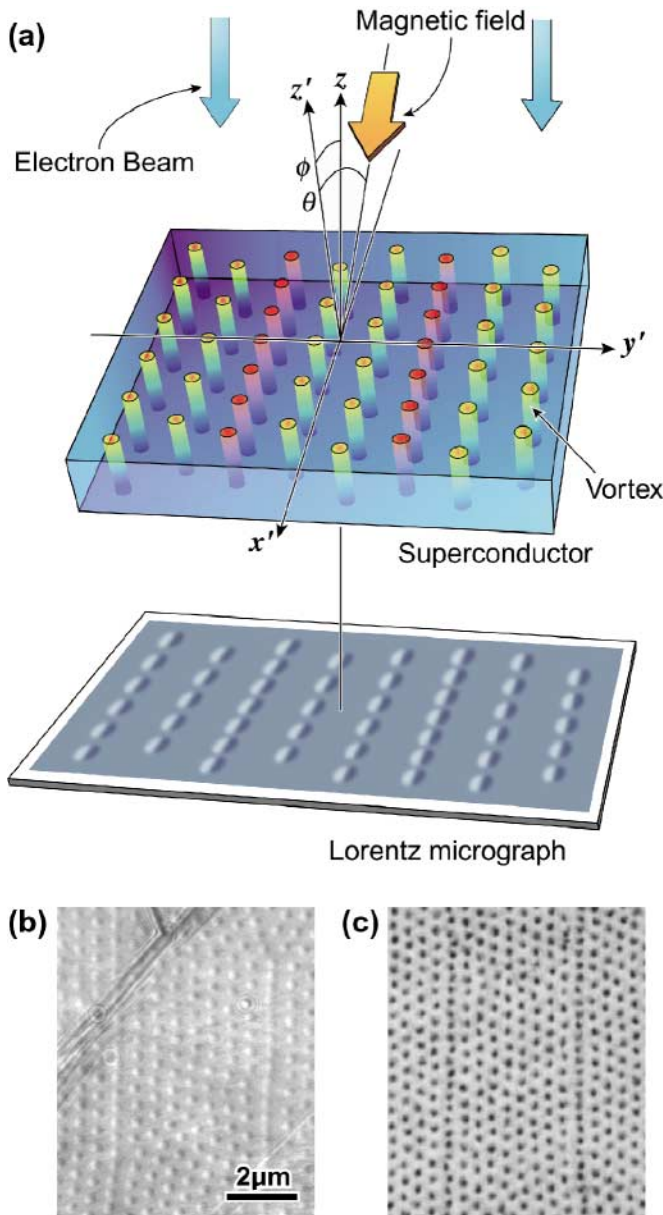 (a)
Magnetic field
z′
z
Electron Beam
ϕ
θ
y′
Vortex
x′
Superconductor
Lorentz micrograph
(b)
(c)
2μm